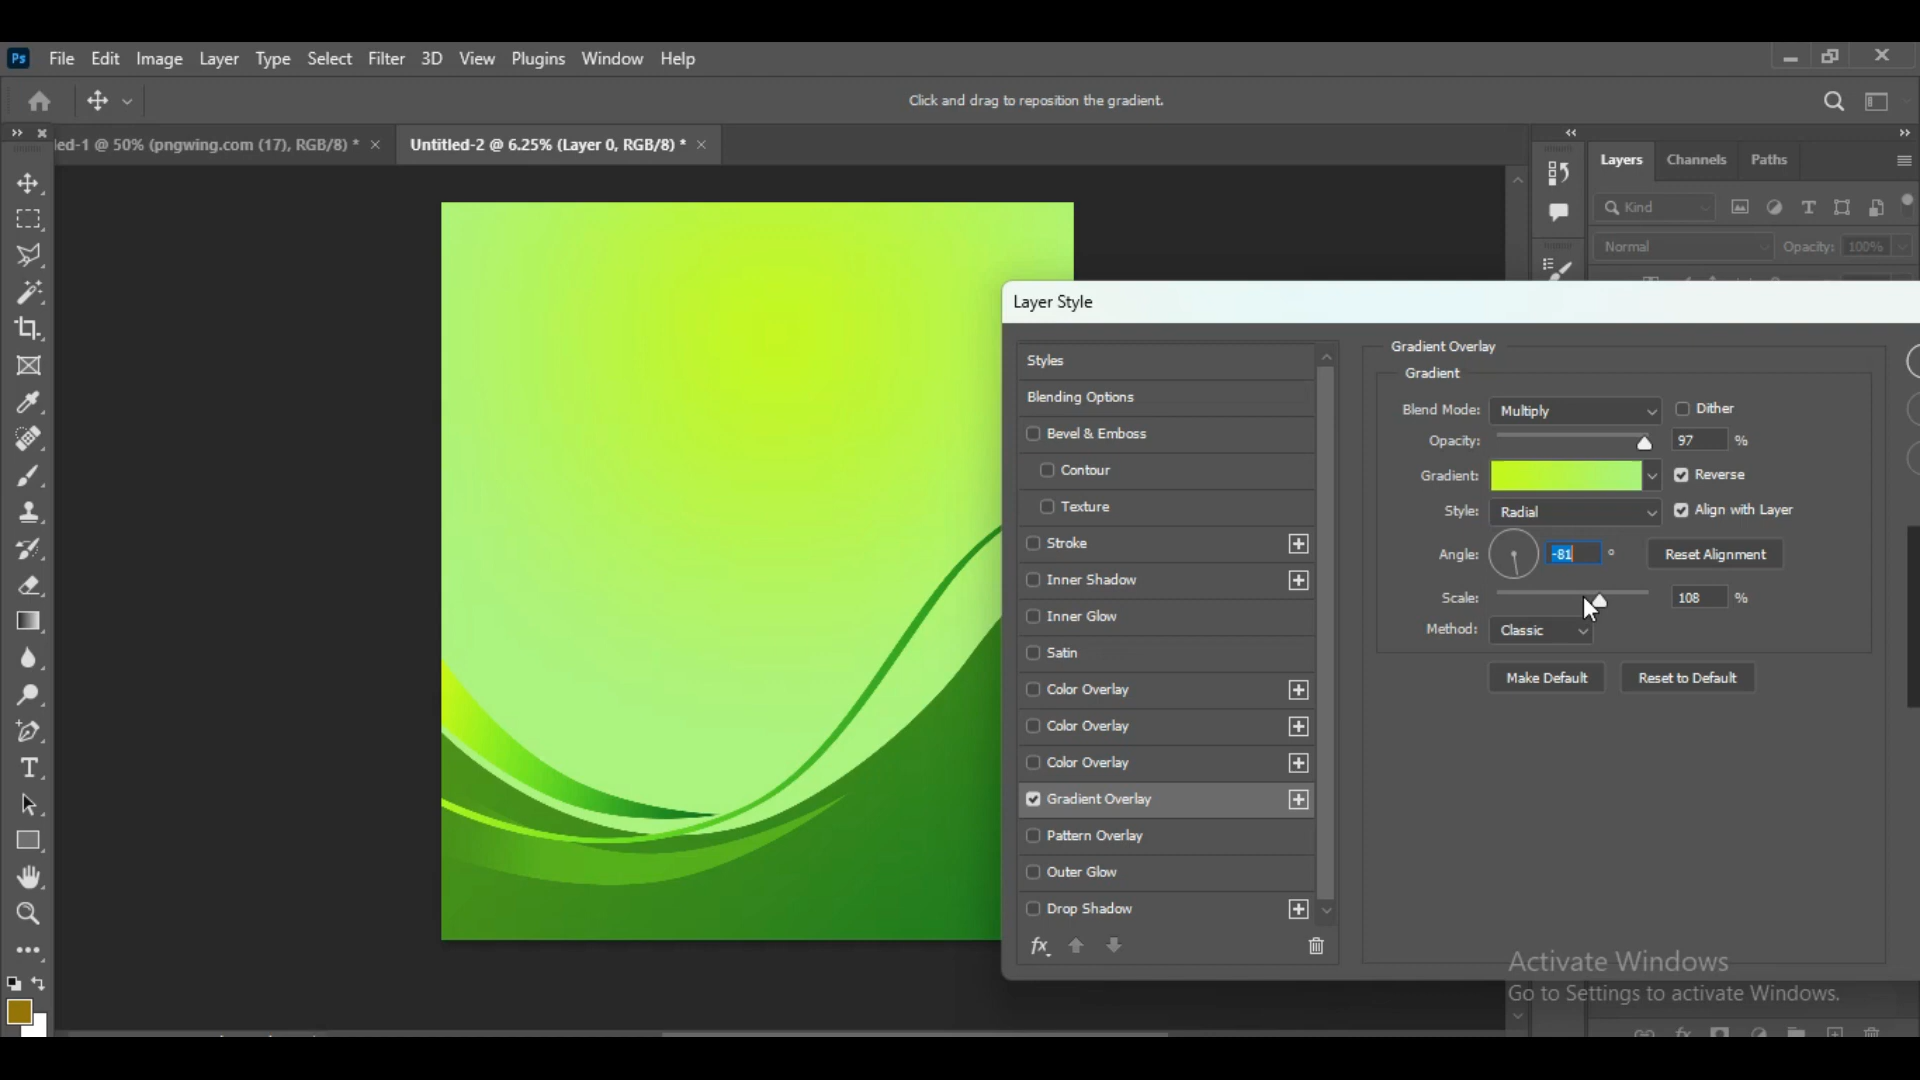 Ps File Edit Image Layer Type Select Filter 3D View Plugins Window Help
Click and drag to reposition the gradient.
led-1 @ 50% (pngwing.com (17), RGB/8) * ×
Untitled-2 @ 6.25% (Layer 0, RGB/8) * ×
Layers Channels Paths
Kind
Normal Opacity: 100%
Layer Style
Styles
Blending Options
Bevel & Emboss
Contour
Texture
Stroke
Inner Shadow
Inner Glow
Satin
Color Overlay
Color Overlay
Color Overlay
Gradient Overlay
Pattern Overlay
Outer Glow
Drop Shadow
fx
Gradient Overlay
Gradient
Blend Mode: Multiply Dither
Opacity: 97 %
Gradient: Reverse
Style: Radial Align with Layer
Angle: -81 ° Reset Alignment
Scale: 108 %
Method: Classic
Make Default Reset to Default
Activate Windows
Go to Settings to activate Windows.